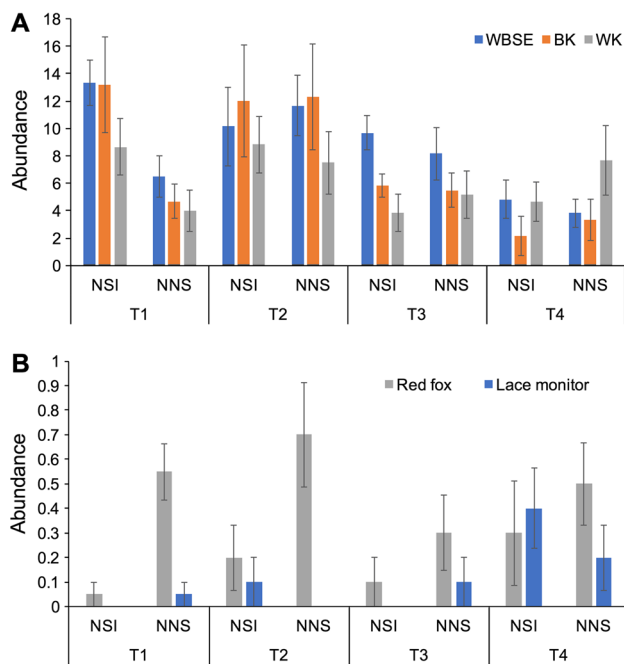 A
WBSE BK WK
Abundance
18
16
14
12
10
8
6
4
2
0
NSI NNS NSI NNS NSI NNS NSI NNS
T1 T2 T3 T4
B
Red fox Lace monitor
Abundance
1
0.9
0.8
0.7
0.6
0.5
0.4
0.3
0.2
0.1
0
NSI NNS NSI NNS NSI NNS NSI NNS
T1 T2 T3 T4